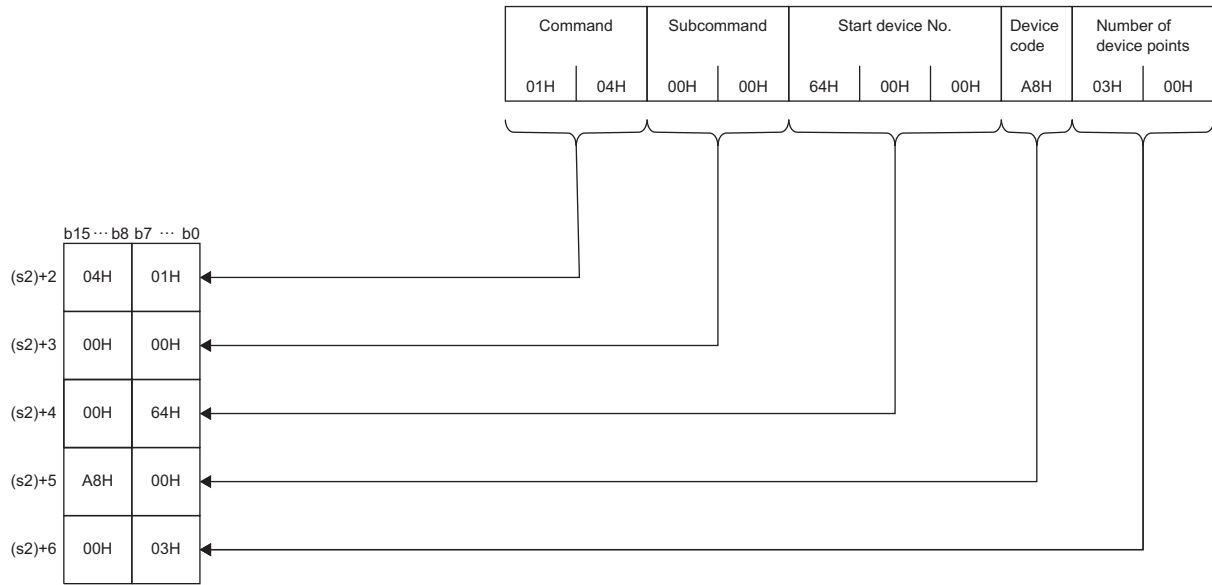 Command Subcommand Start device No. Device Number of
code device points
01H 04H 00H 00H 64H 00H 00H A8H 03H 00H
b15 ··· b8 b7 ··· b0
(s2)+2 04H 01H
(s2)+3 00H 00H
(s2)+4 00H 64H
(s2)+5 A8H 00H
(s2)+6 00H 03H